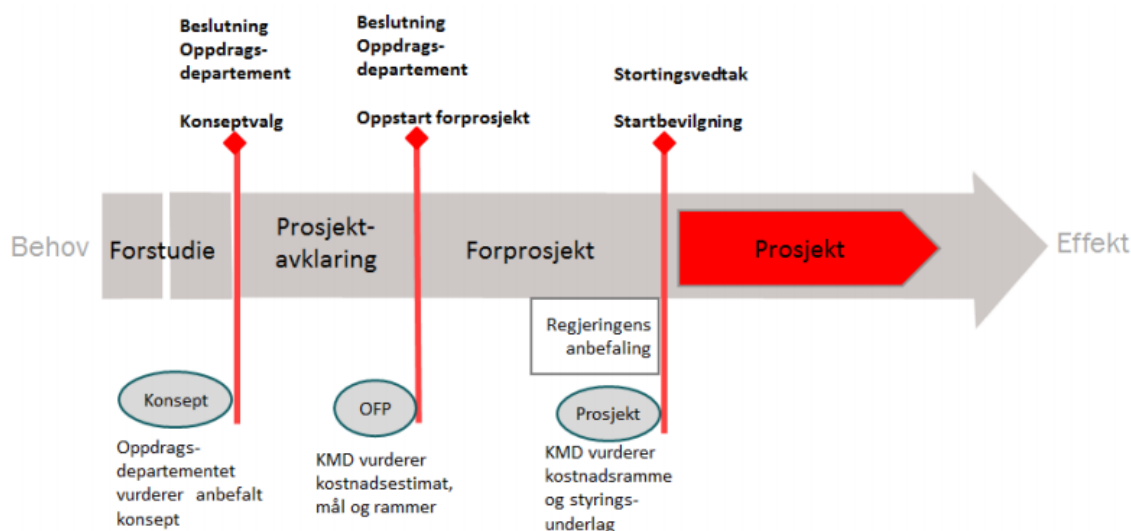 Beslutning
Oppdrags-
departement
Konseptvalg
Beslutning
Oppdrags-
departement
Oppstart forprosjekt
Stortingsvedtak
Startbevilgning
Behov
Forstudie
Prosjekt-
avklaring
Forprosjekt
Prosjekt
Effekt
Regjeringens
anbefaling
Konsept
OFP
Prosjekt
Oppdrags-
departementet
vurderer anbefalt
konsept
KMD vurderer
kostnadsestimat,
mål og rammer
KMD vurderer
kostnadsramme
og styrings-
underlag